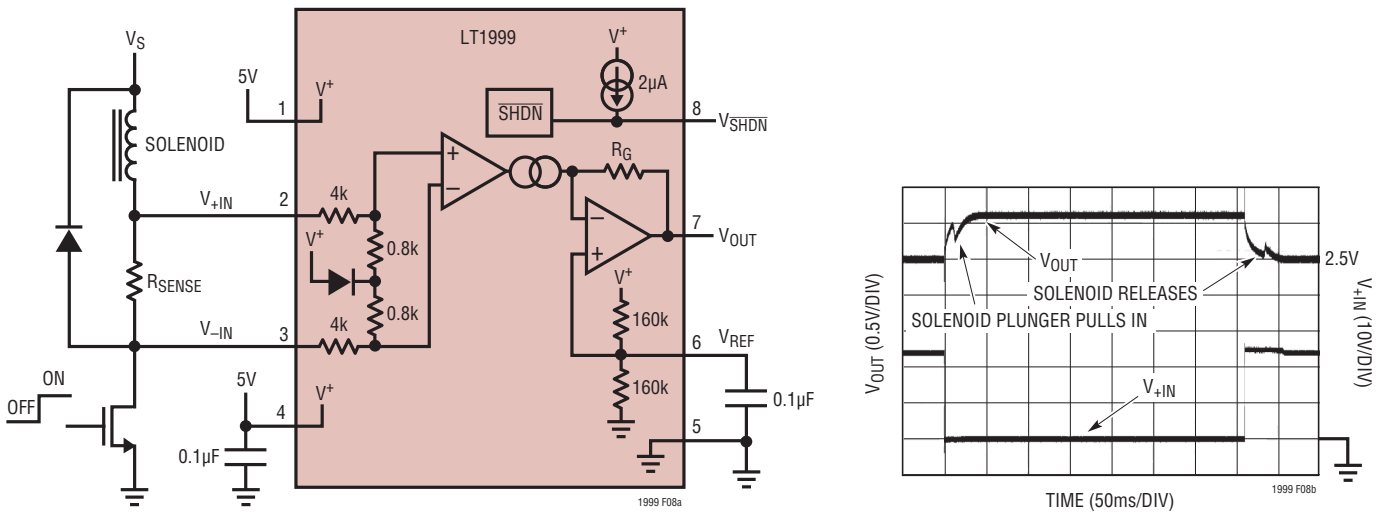 LT1999
V_S
5V
V⁺
1
SOLENOID
V_+IN
2
4k
V⁺
0.8k
0.8k
R_SENSE
V_–IN
3
4k
ON
OFF
5V
V⁺
4
0.1µF
V⁺
2µA
S̅H̅D̅N̅
8
V_S̅H̅D̅N̅
R_G
+
–
–
+
7
V_OUT
V⁺
160k
6
V_REF
160k
5
0.1µF
1999 F08a
V_OUT (0.5V/DIV)
V_OUT
SOLENOID RELEASES
SOLENOID PLUNGER PULLS IN
V_+IN
2.5V
V_+IN (10V/DIV)
TIME (50ms/DIV)
1999 F08b